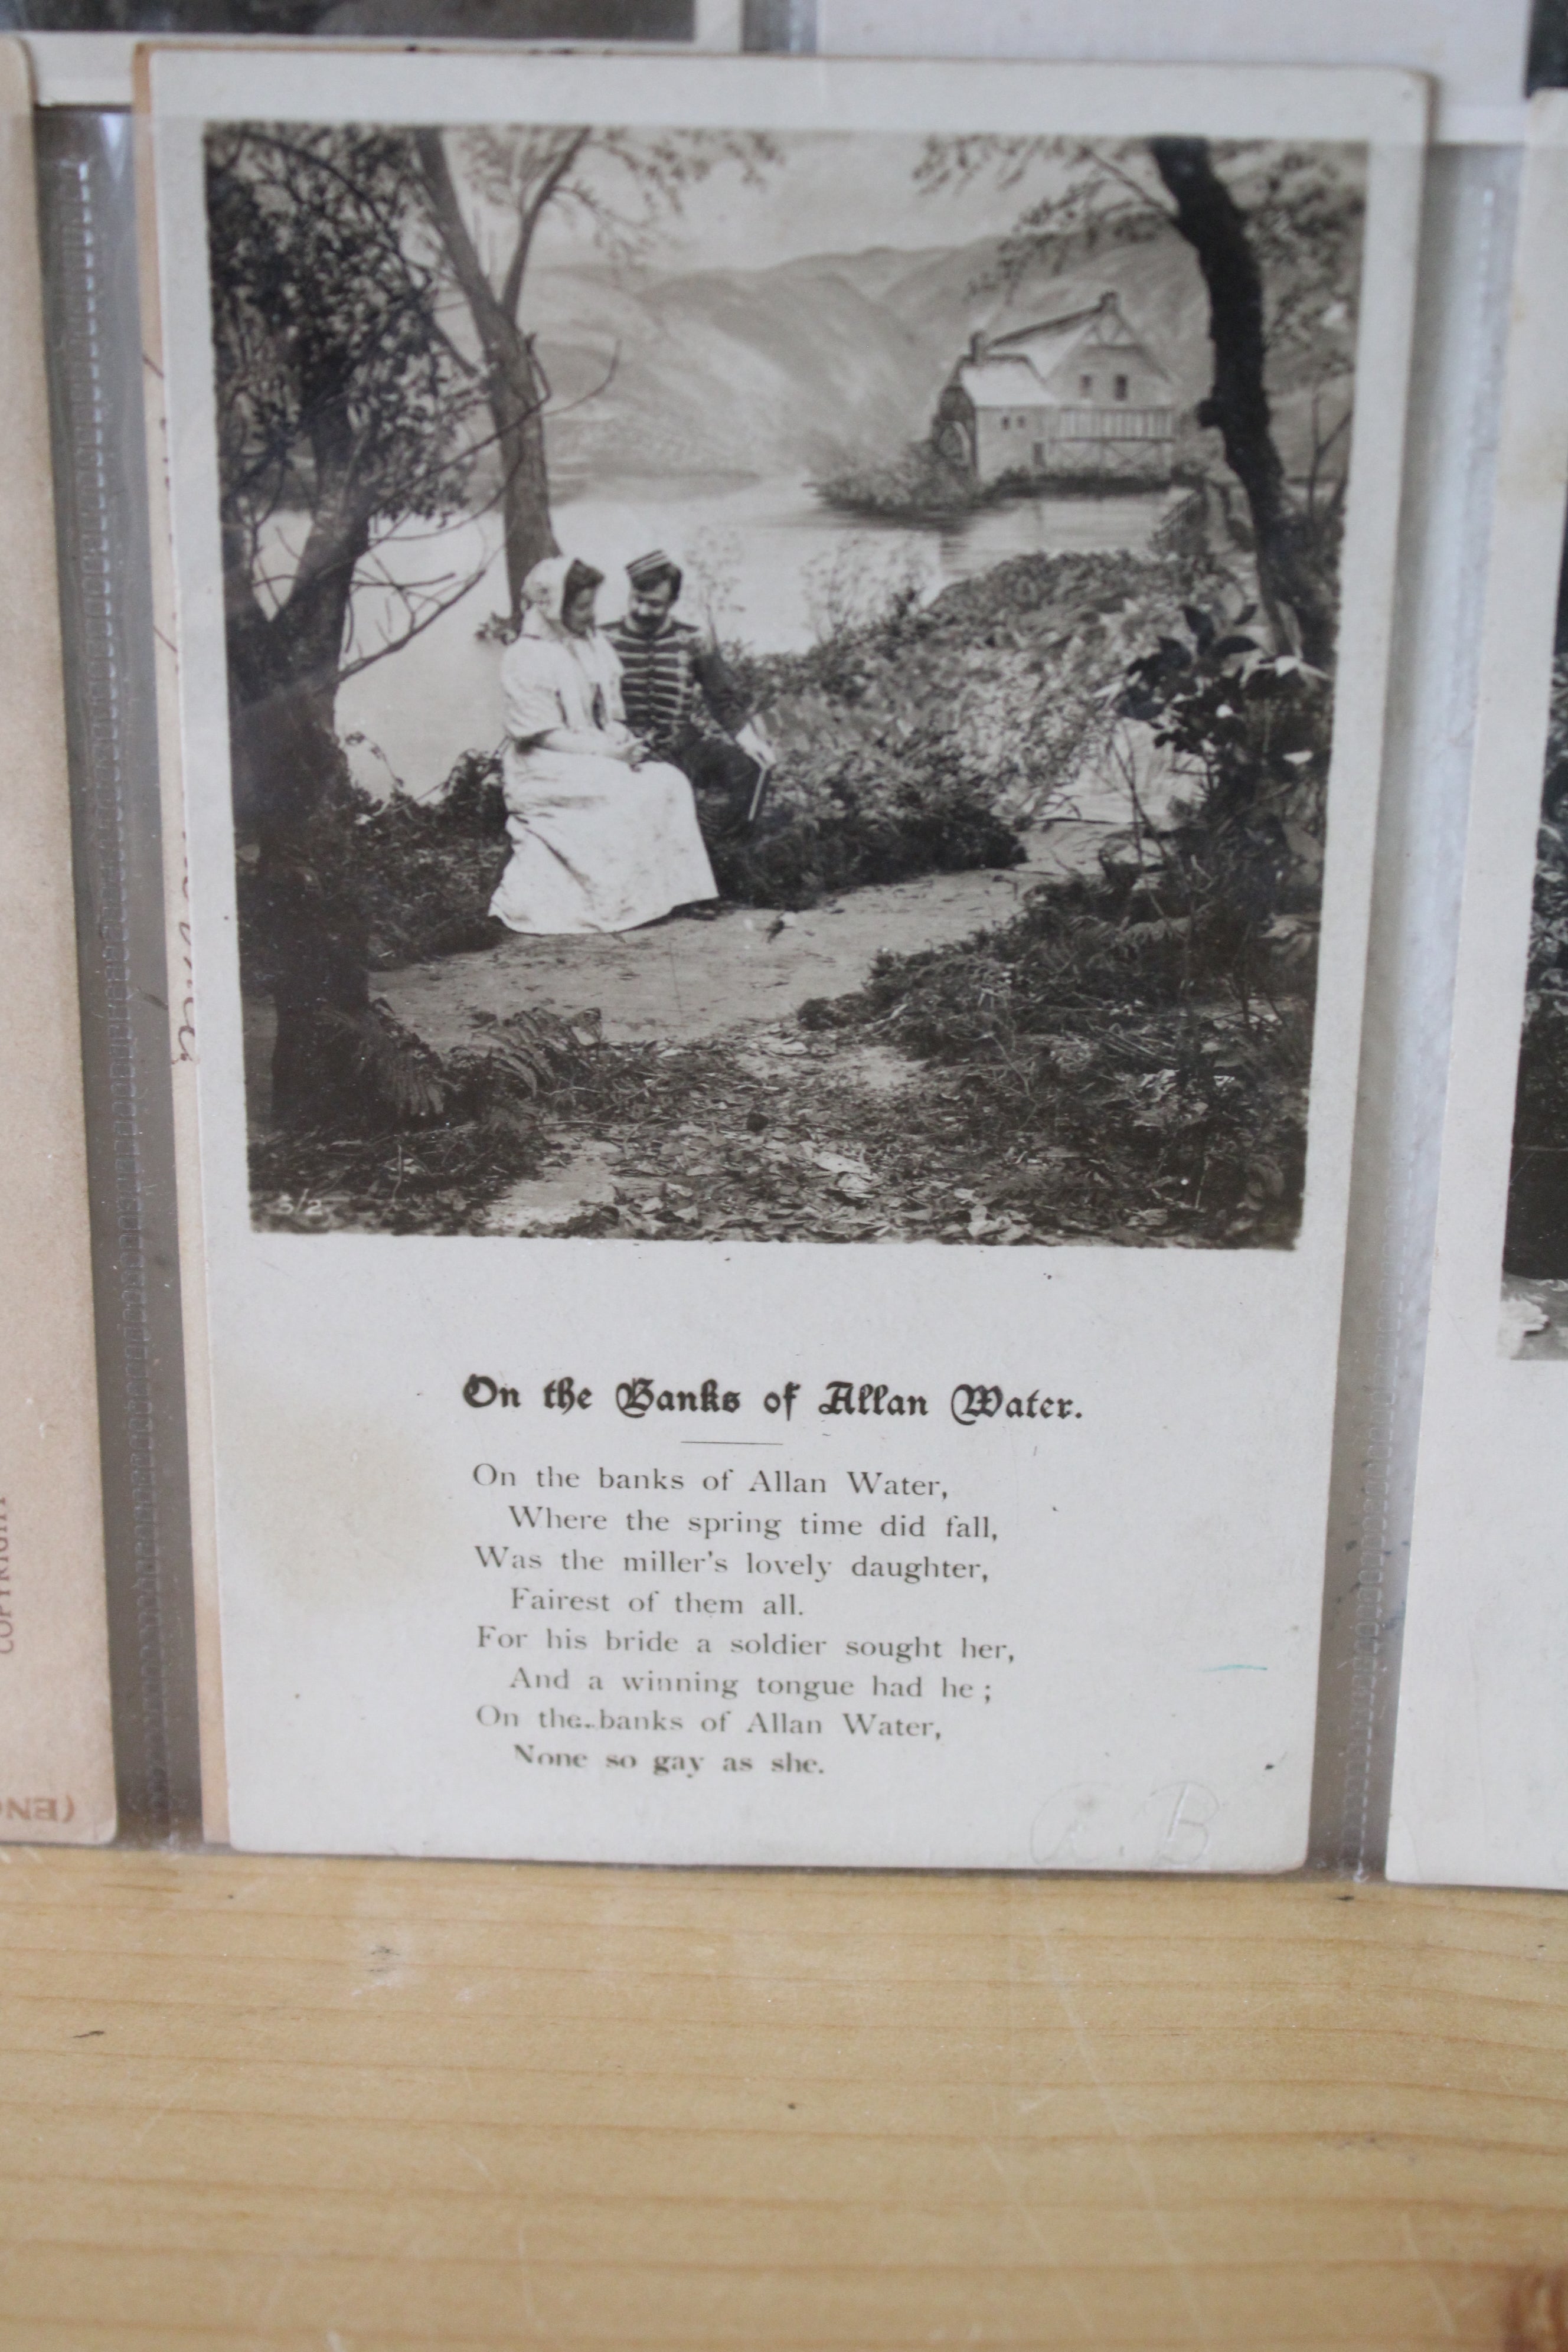 5/2
On the Banks of Allan Water.
On the banks of Allan Water,
Where the spring time did fall,
Was the miller's lovely daughter,
Fairest of them all.
For his bride a soldier sought her,
And a winning tongue had he ;
On the banks of Allan Water,
None so gay as she.
B
COPYRIGHT
(EN